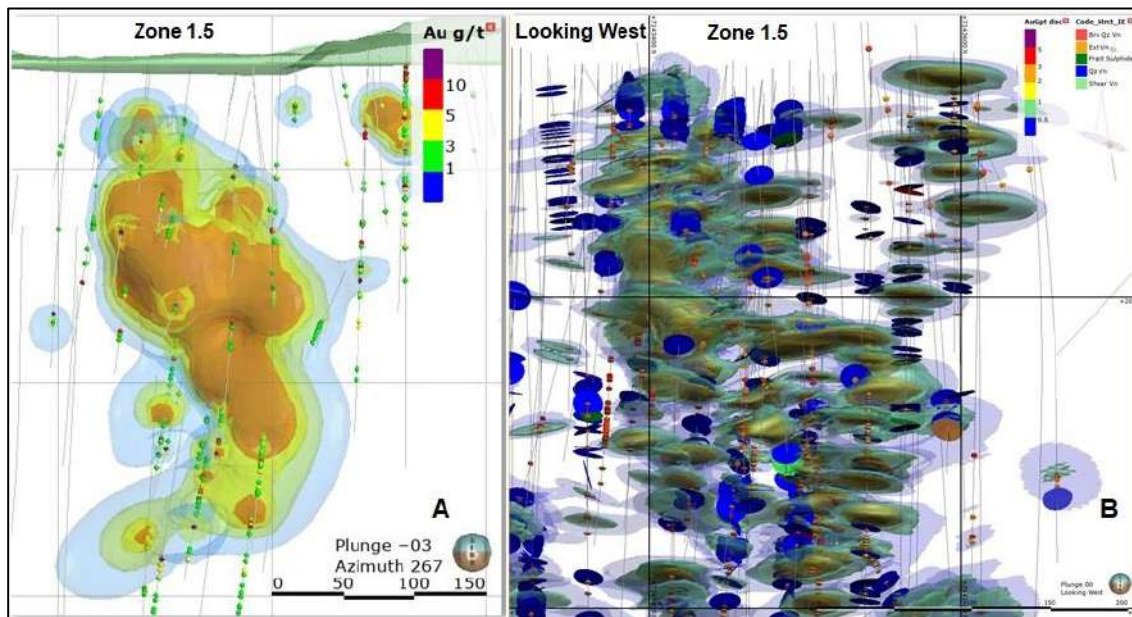 Zone 1.5
Au g/t
10
5
3
1
A
Plunge −03
Azimuth 267
0 50 100 150
Looking West Zone 1.5
AuGpt disc
5
3
2
1
0.5
Code_Strct_IE
Brx Qz Vn
Ext Vn
Fract Sulphide
Qz Vn
Shear Vn
B
Plunge 00
Looking West
150 200